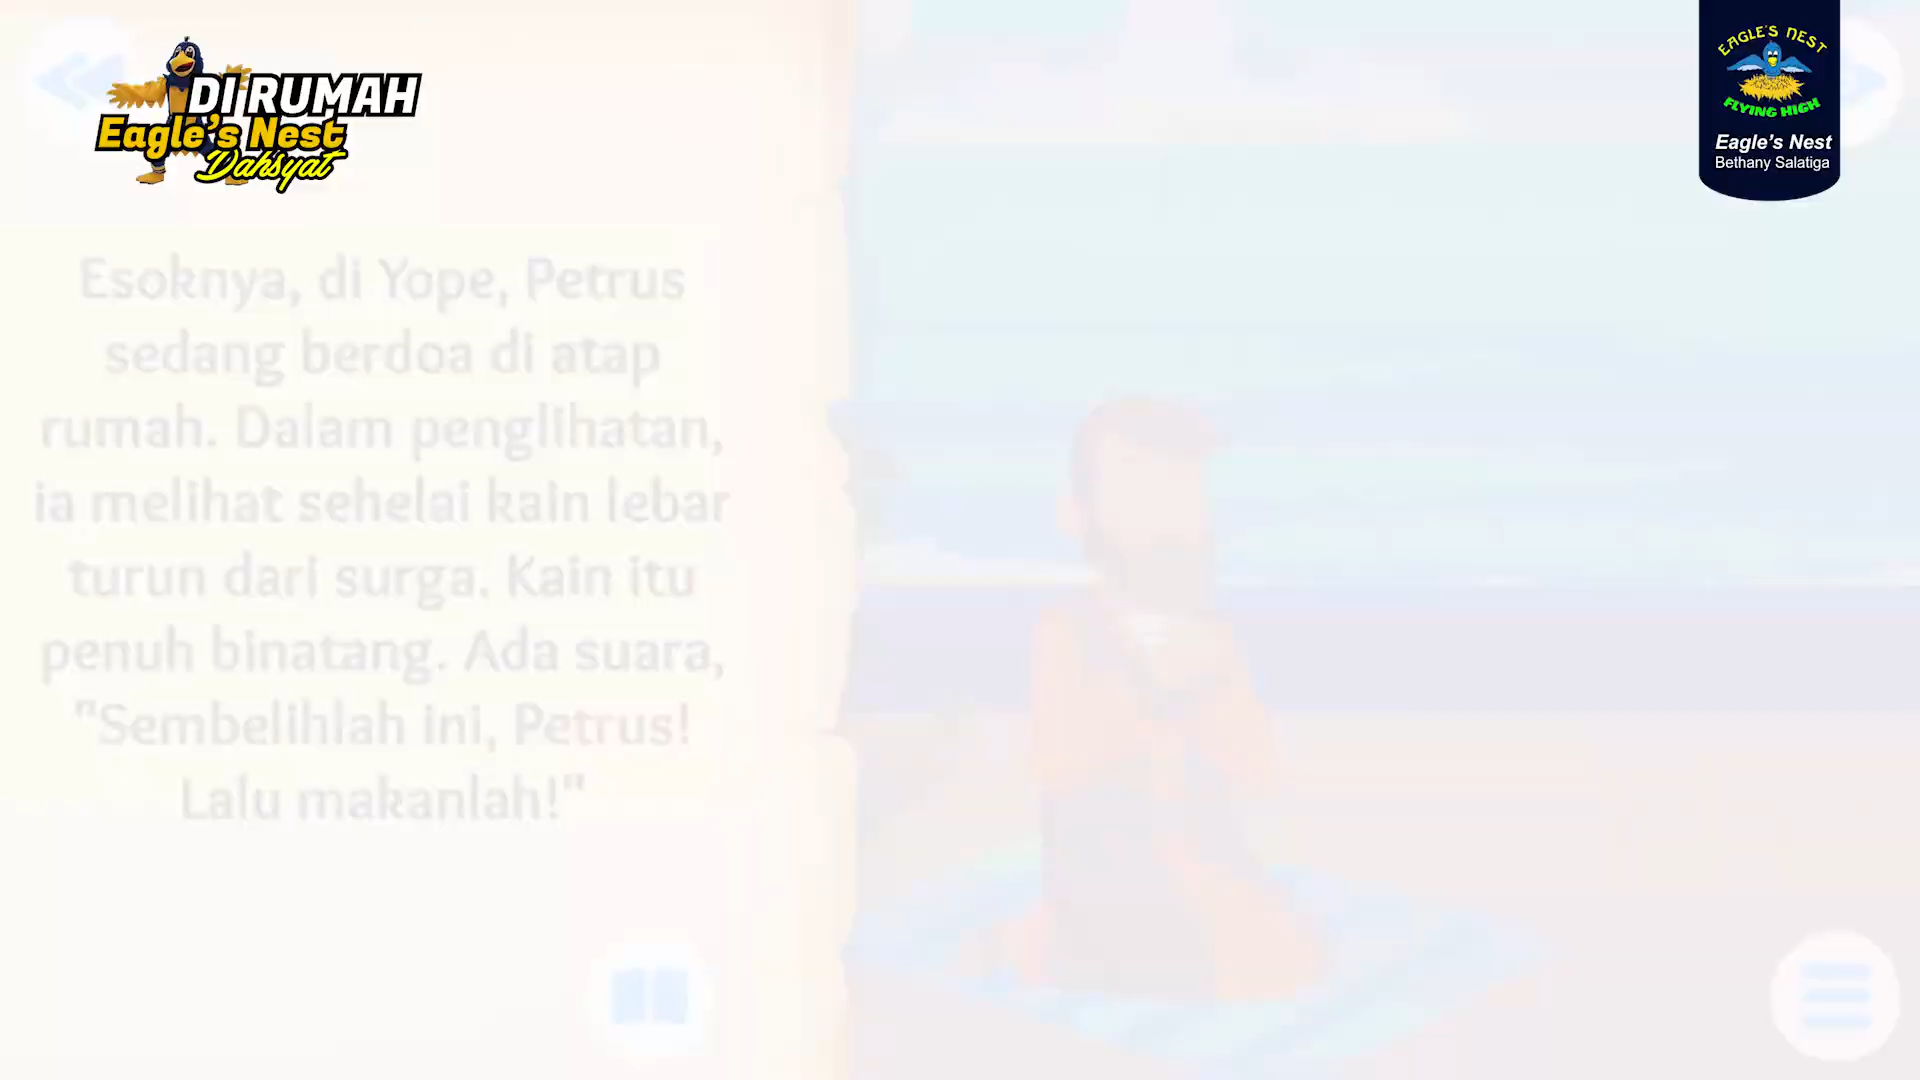 DI RUMAH
Eagle's Nest
Dahsyat
EAGLE'S NEST
FLYING HIGH
Eagle's Nest
Bethany Salatiga
Esoknya, di Yope, Petrus
sedang berdoa di atap
rumah. Dalam penglihatan,
ia melihat sehelai kain lebar
turun dari surga. Kain itu
penuh binatang. Ada suara,
"Sembelihlah ini, Petrus!
Lalu makanlah!"